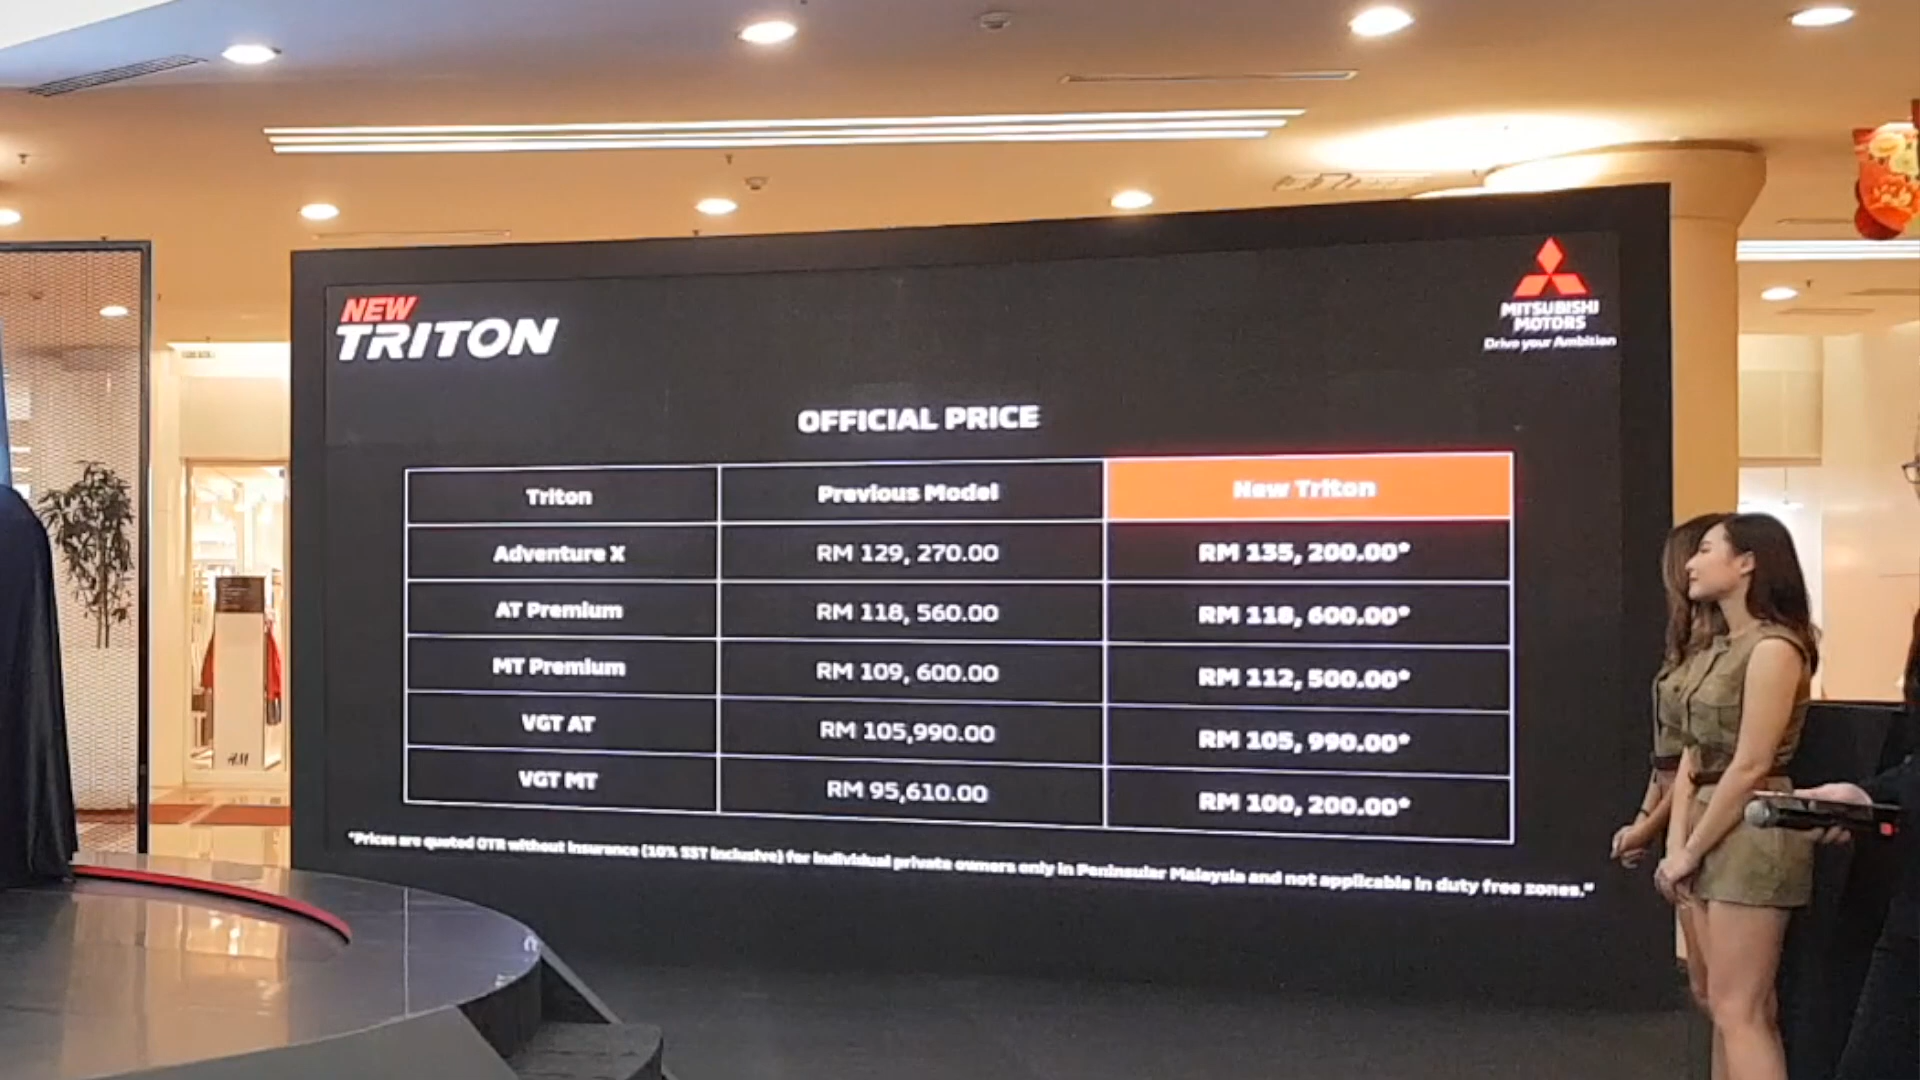 NEW
TRITON
MITSUBISHI
MOTORS
Drive your Ambition
OFFICIAL PRICE
Triton Previous Model New Triton
Adventure X RM 129, 270.00 RM 135, 200.00*
AT Premium RM 118, 560.00 RM 118, 600.00*
MT Premium RM 109, 600.00 RM 112, 500.00*
VGT AT RM 105,990.00 RM 105, 990.00*
VGT MT RM 95,610.00 RM 100, 200.00*
"Prices are quoted OTR without insurance (10% SST inclusive) for individual private owners only in Peninsular Malaysia and not applicable in duty free zones."
H&M